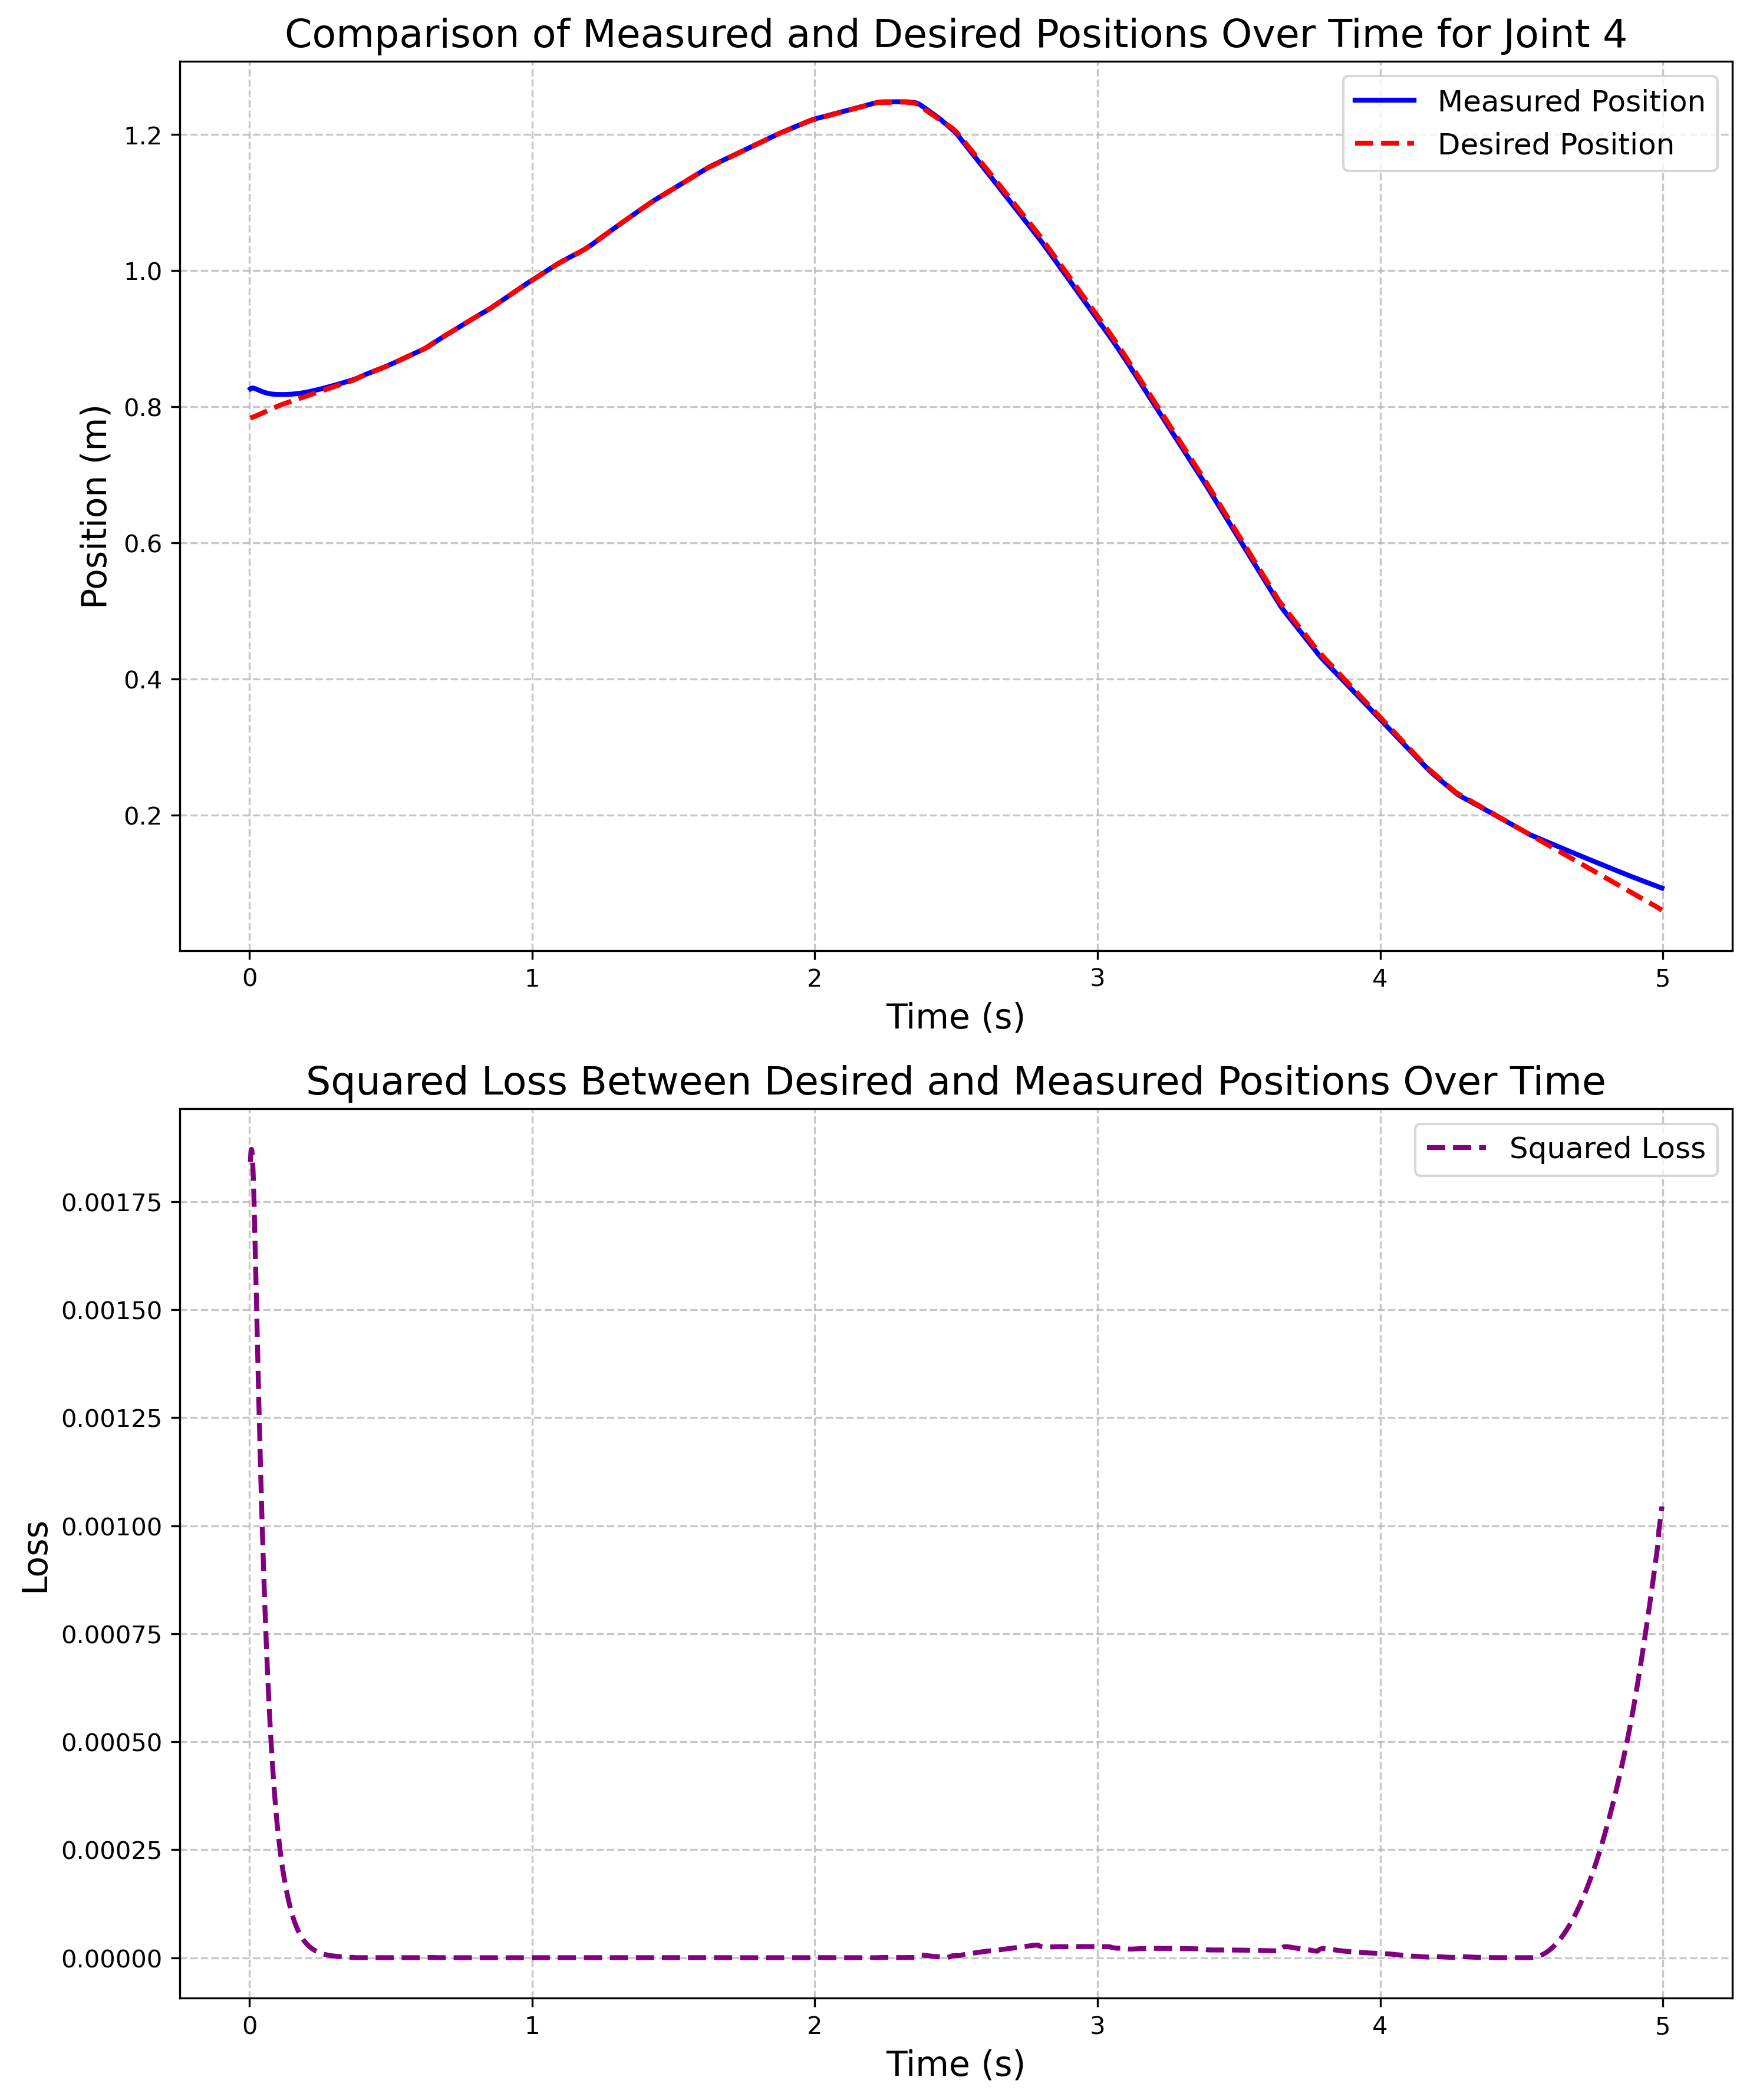 Comparison of Measured and Desired Positions Over Time for Joint 4
Measured Position
Desired Position
Position (m)
1.2
1.0
0.8
0.6
0.4
0.2
0 1 2 3 4 5
Time (s)
Squared Loss Between Desired and Measured Positions Over Time
Squared Loss
Loss
0.00175
0.00150
0.00125
0.00100
0.00075
0.00050
0.00025
0.00000
0 1 2 3 4 5
Time (s)